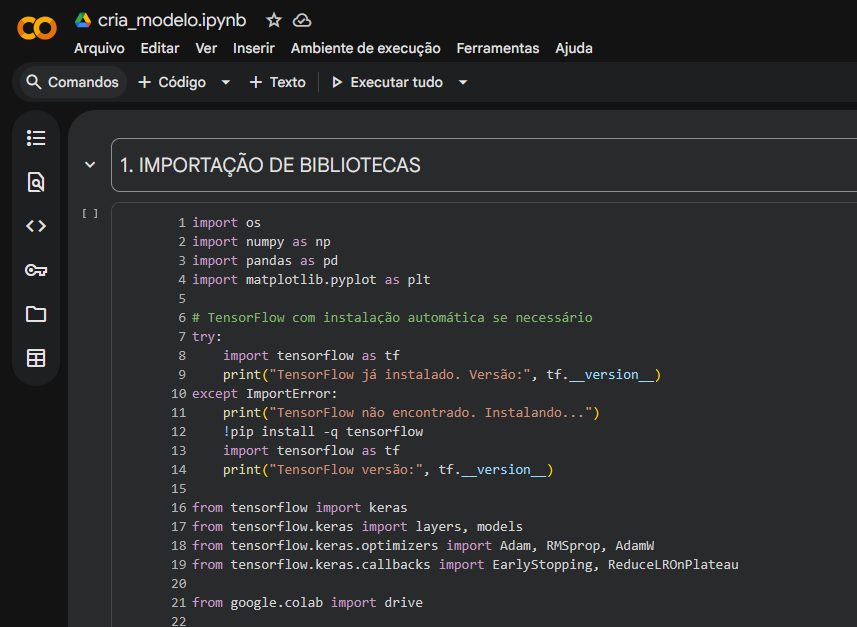 cria_modelo.ipynb
Arquivo Editar Ver Inserir Ambiente de execução Ferramentas Ajuda
Comandos + Código + Texto Executar tudo
1. IMPORTAÇÃO DE BIBLIOTECAS
[ ]
1 import os
2 import numpy as np
3 import pandas as pd
4 import matplotlib.pyplot as plt
5
6 # TensorFlow com instalação automática se necessário
7 try:
8     import tensorflow as tf
9     print("TensorFlow já instalado. Versão:", tf.__version__)
10 except ImportError:
11     print("TensorFlow não encontrado. Instalando...")
12     !pip install -q tensorflow
13     import tensorflow as tf
14     print("TensorFlow versão:", tf.__version__)
15
16 from tensorflow import keras
17 from tensorflow.keras import layers, models
18 from tensorflow.keras.optimizers import Adam, RMSprop, AdamW
19 from tensorflow.keras.callbacks import EarlyStopping, ReduceLROnPlateau
20
21 from google.colab import drive
22